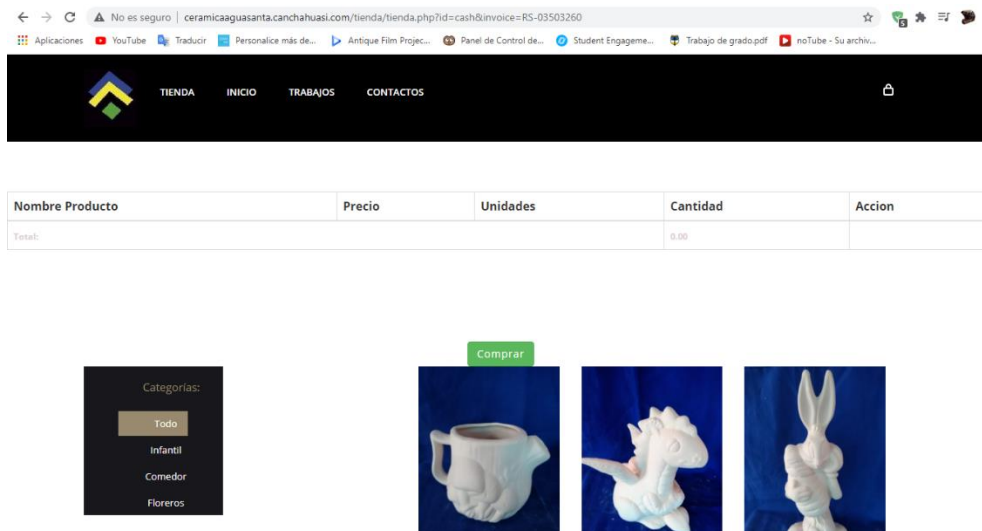 No es seguro | ceramicaaguasanta.canchahuasi.com/tienda/tienda.php?id=cash&invoice=RS-03503260
Aplicaciones YouTube Traducir Personalice más de... Antique Film Projec... Panel de Control de... Student Engageme... Trabajo de grado.pdf noTube - Su archiv...
TIENDA INICIO TRABAJOS CONTACTOS
Nombre Producto Precio Unidades Cantidad Accion
Total: 0.00
Comprar
Categorías:
Todo
Infantil
Comedor
Floreros